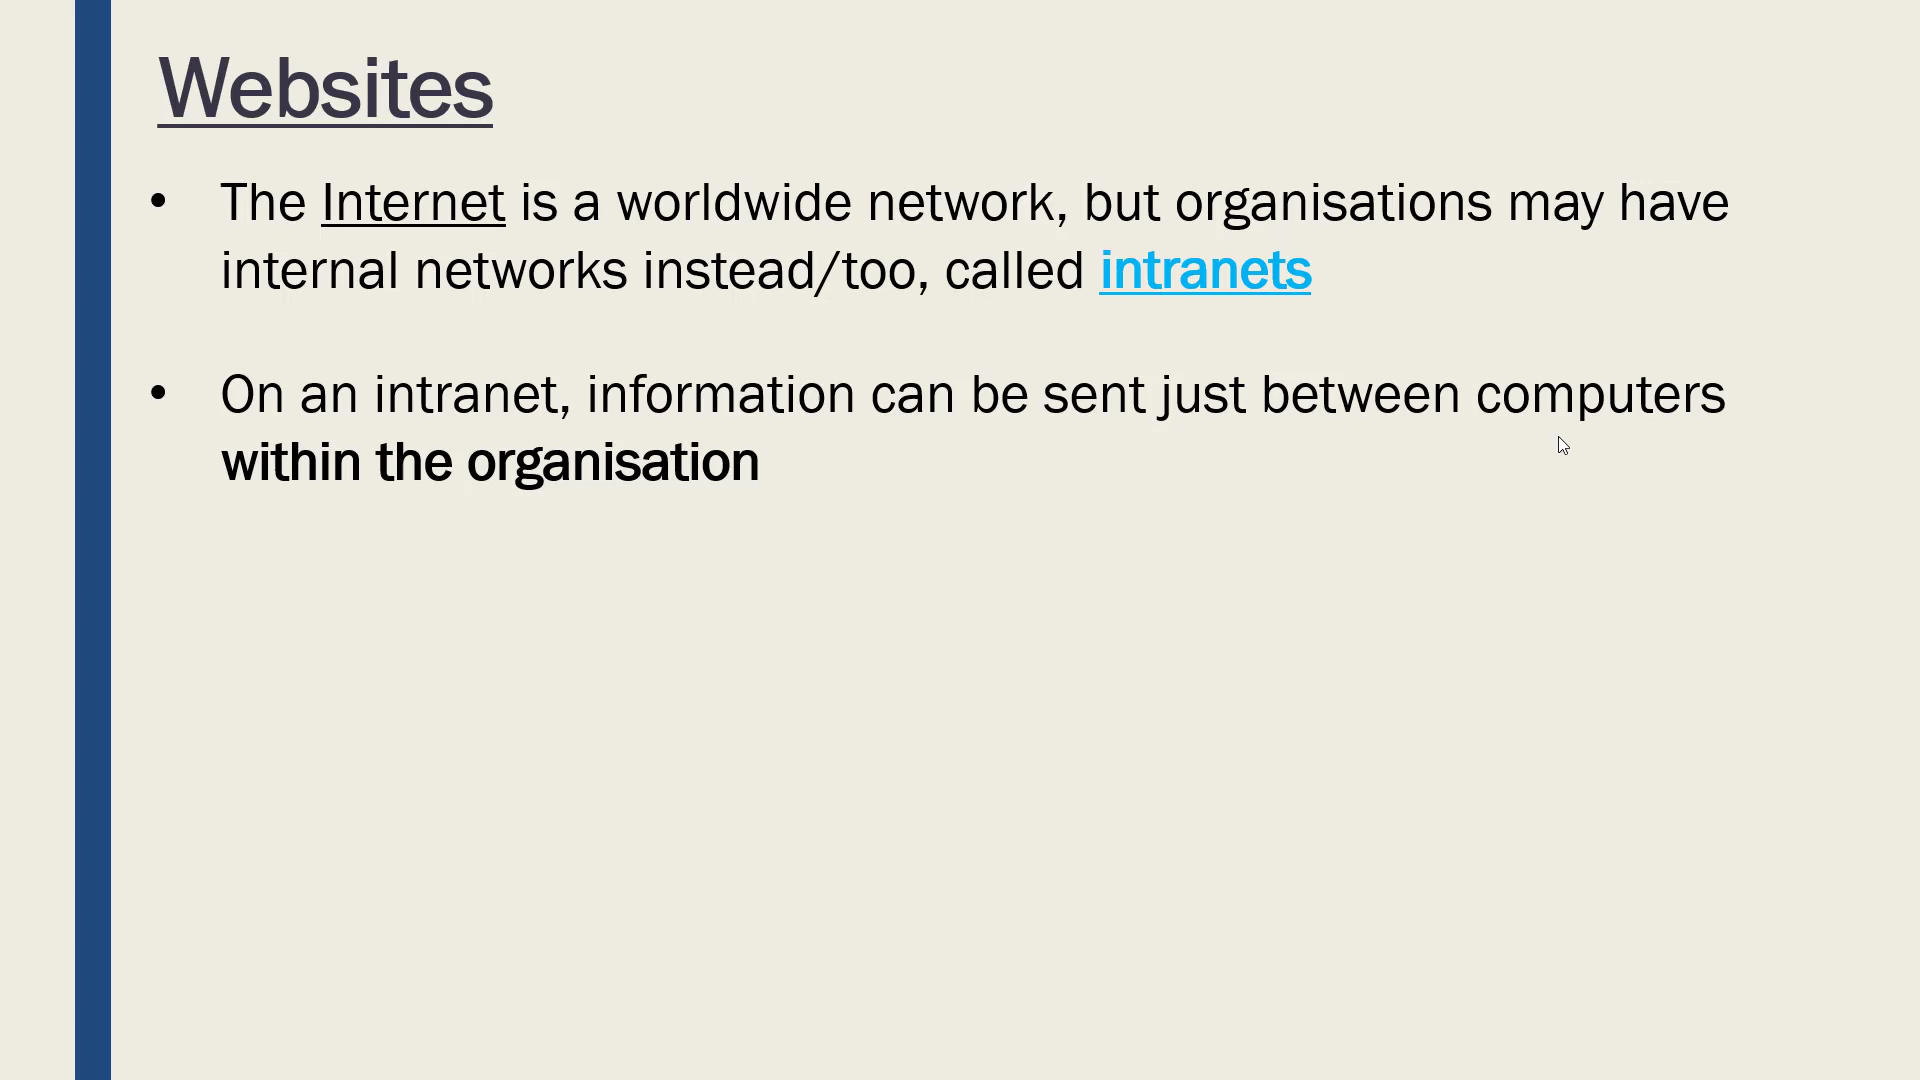 Websites
• The Internet is a worldwide network, but organisations may have
internal networks instead/too, called intranets
• On an intranet, information can be sent just between computers
within the organisation